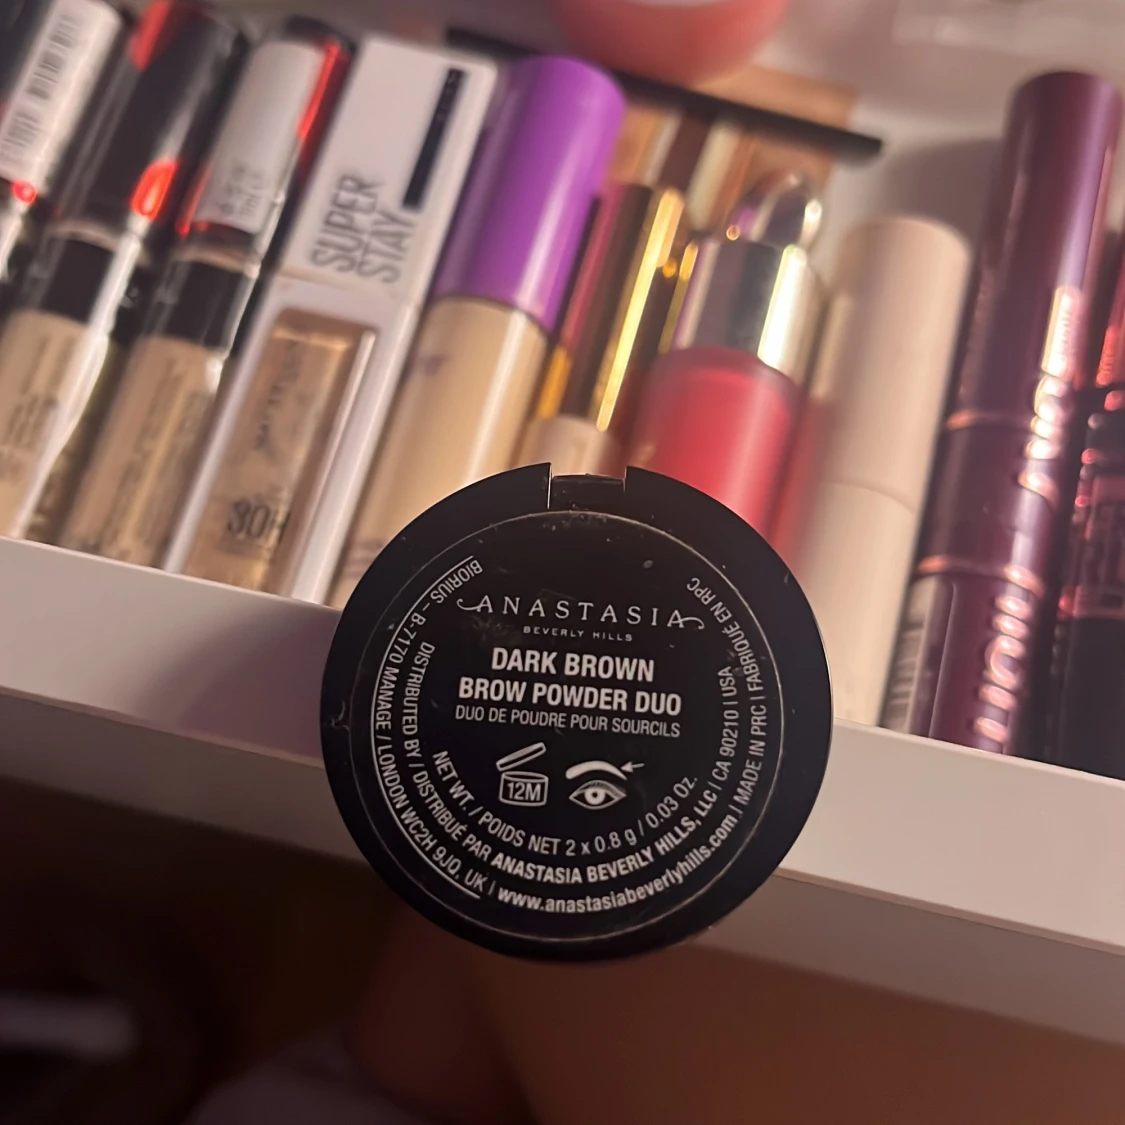 SUPER
STAY
ANASTASIA
BEVERLY HILLS
DARK BROWN
BROW POWDER DUO
DUO DE POUDRE POUR SOURCILS
12M
NET WT. / POIDS NET 2 x 0.8 g / 0.03 Oz.
DISTRIBUTED BY / DISTRIBUÉ PAR ANASTASIA BEVERLY HILLS, LLC | CA 90210 | USA
BIORIUS – B-7170 MANAGE / LONDON WC2H 9JQ, UK | www.anastasiabeverlyhills.com | MADE IN PRC | FABRIQUÉ EN RPC